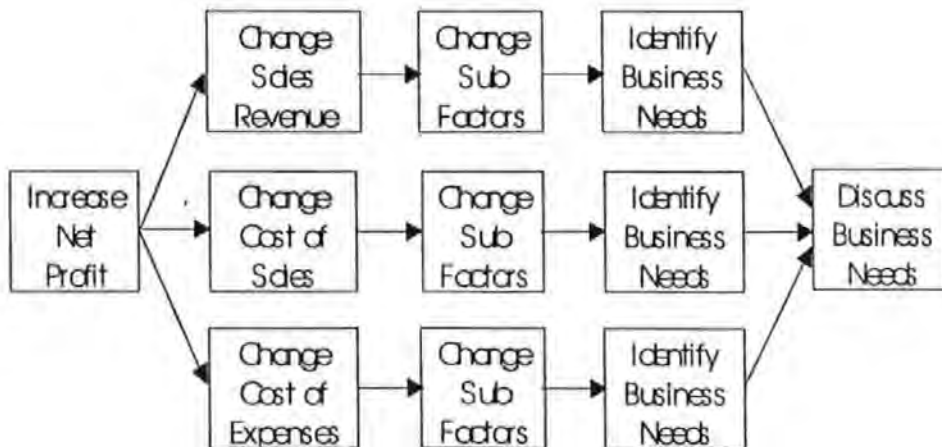 Change
Sales
Revenue
Change
Sub
Factors
Identify
Business
Needs
Increase
Net
Profit
Change
Cost of
Sales
Change
Sub
Factors
Identify
Business
Needs
Discuss
Business
Needs
Change
Cost of
Expenses
Change
Sub
Factors
Identify
Business
Needs